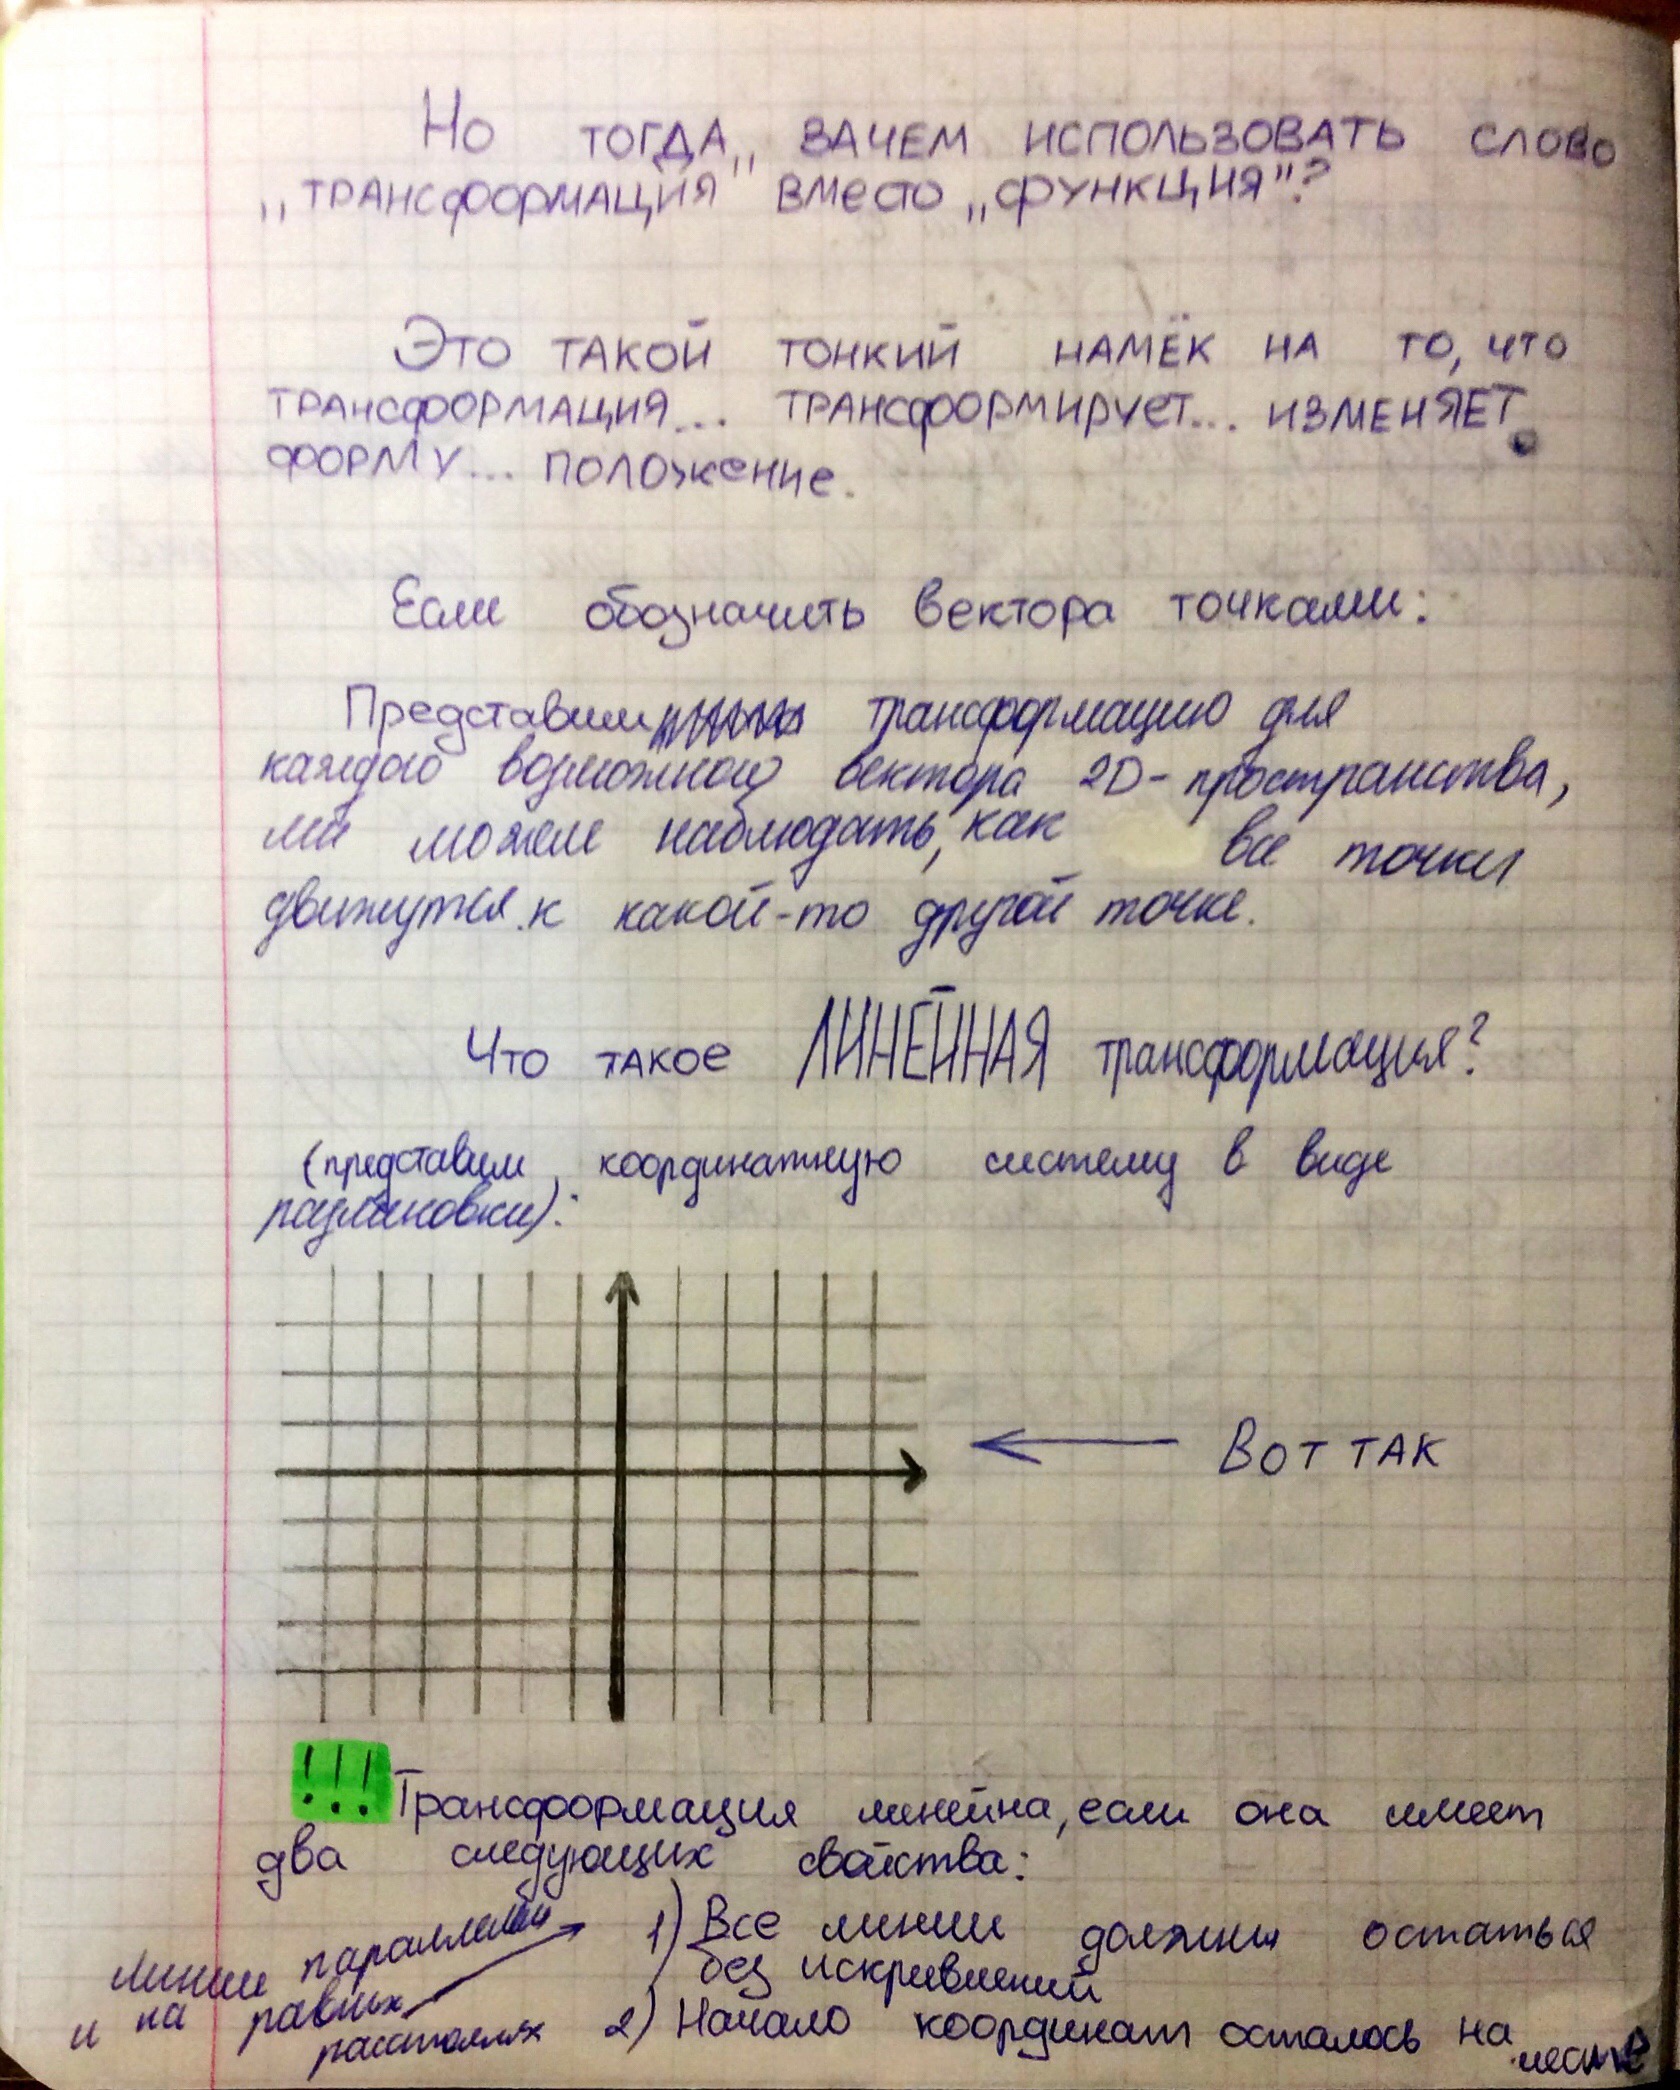 Но тогда,, зачем использовать слово
,,трансформация" вместо ,,функция"?
Это такой тонкий намёк на то, что
трансформация... трансформирует... изменяет
форму... положение.
Если обозначить вектора точками:
Представим трансформацию для
каждого возможного вектора 2D-пространства,
мы можем наблюдать, как все точки
движутся к какой-то другой точке.
Что такое ЛИНЕЙНАЯ трансформация?
(представим, координатную систему в виде
разлиновки):
Вот так
!!! Трансформация линейна, если она имеет
два следующих свойства:
1) Все линии должны остаться
без искривлений
2) Начало координат осталось на месте
Линии параллельны
и на равных
расстояниях